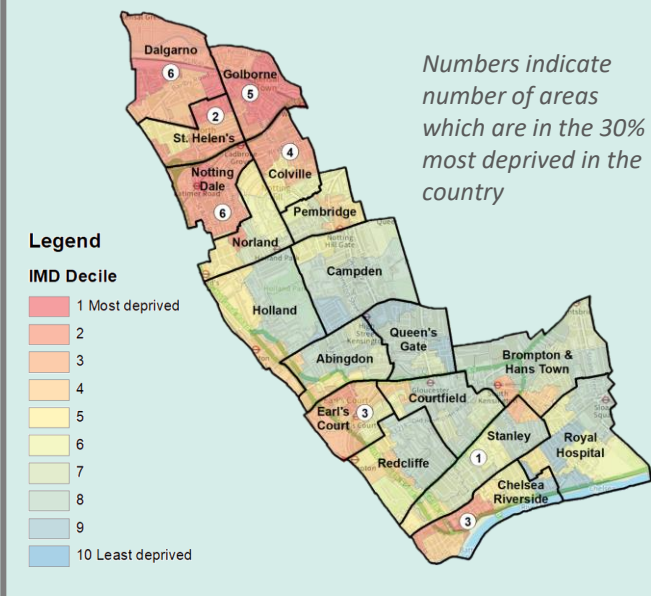 Numbers indicate
number of areas
which are in the 30%
most deprived in the
country
Dalgarno
6
Golborne
5
2
St. Helen's
4
Colville
Notting
Dale
6
Pembridge
Norland
Notting
Hill Gate
Campden
Holland
Queen's
Gate
Abingdon
Brompton &
Hans Town
Earl's
Court
3
Courtfield
Stanley
Royal
Hospital
Redcliffe
1
Chelsea
Riverside
3
Legend
IMD Decile
1 Most deprived
2
3
4
5
6
7
8
9
10 Least deprived